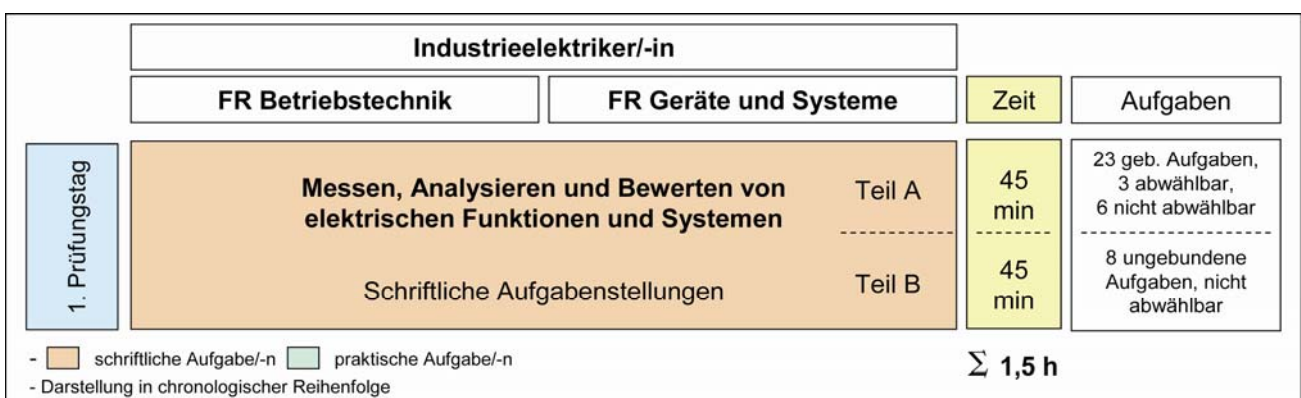 Industrieelektriker/-in
FR Betriebstechnik
FR Geräte und Systeme
Zeit
Aufgaben
1. Prüfungstag
Messen, Analysieren und Bewerten von
elektrischen Funktionen und Systemen
Teil A
45
min
23 geb. Aufgaben,
3 abwählbar,
6 nicht abwählbar
Schriftliche Aufgabenstellungen
Teil B
45
min
8 ungebundene
Aufgaben, nicht
abwählbar
- schriftliche Aufgabe/-n
praktische Aufgabe/-n
Σ 1,5 h
- Darstellung in chronologischer Reihenfolge